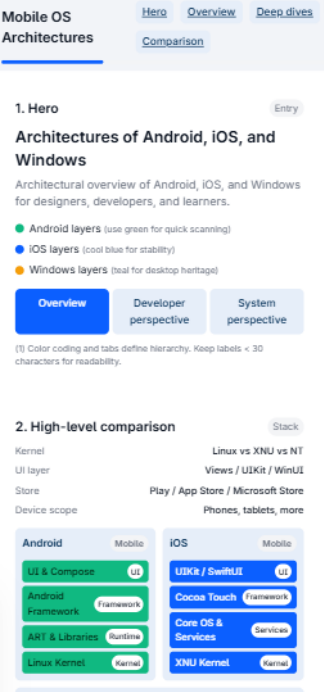 Mobile OS
Architectures
Hero
Overview
Deep dives
Comparison
1. Hero
Entry
Architectures of Android, iOS, and
Windows
Architectural overview of Android, iOS, and Windows
for designers, developers, and learners.
Android layers (use green for quick scanning)
iOS layers (cool blue for stability)
Windows layers (teal for desktop heritage)
Overview
Developer
perspective
System
perspective
(1) Color coding and tabs define hierarchy. Keep labels < 30
characters for readability.
2. High-level comparison
Stack
Kernel
Linux vs XNU vs NT
UI layer
Views / UIKit / WinUI
Store
Play / App Store / Microsoft Store
Device scope
Phones, tablets, more
Android
Mobile
UI & Compose
UI
Android
Framework
Framework
ART & Libraries
Runtime
Linux Kernel
Kernel
iOS
Mobile
UIKit / SwiftUI
UI
Cocoa Touch
Framework
Core OS &
Services
Services
XNU Kernel
Kernel